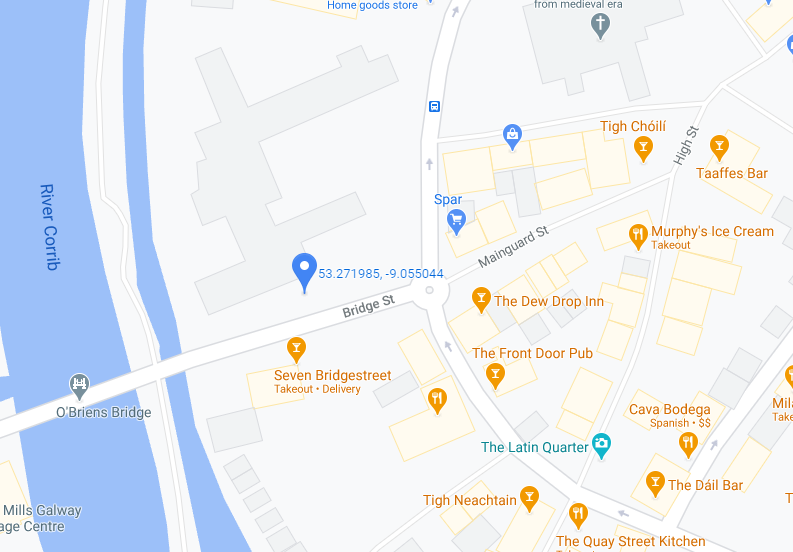 Home goods store
from medieval era
Tigh Chóilí
High St
Taaffes Bar
River Corrib
Spar
Mainguard St
Murphy's Ice Cream
Takeout
53.271985, -9.055044
Bridge St
The Dew Drop Inn
The Front Door Pub
Seven Bridgestreet
Takeout • Delivery
O'Briens Bridge
Cava Bodega
Spanish • $$
Mil
Take
The Latin Quarter
The Dáil Bar
Tigh Neachtain
Mills Galway
age Centre
The Quay Street Kitchen